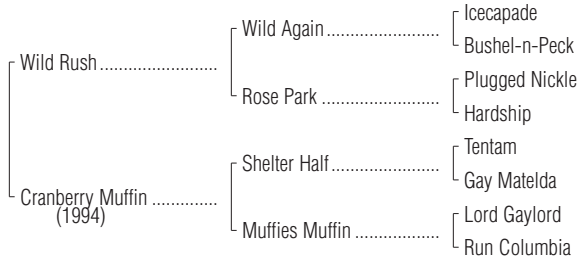 Icecapade
Wild Again
Bushel-n-Peck
Wild Rush
Plugged Nickle
Rose Park
Hardship
Tentam
Shelter Half
Gay Matelda
Cranberry Muffin
(1994)
Lord Gaylord
Muffies Muffin
Run Columbia